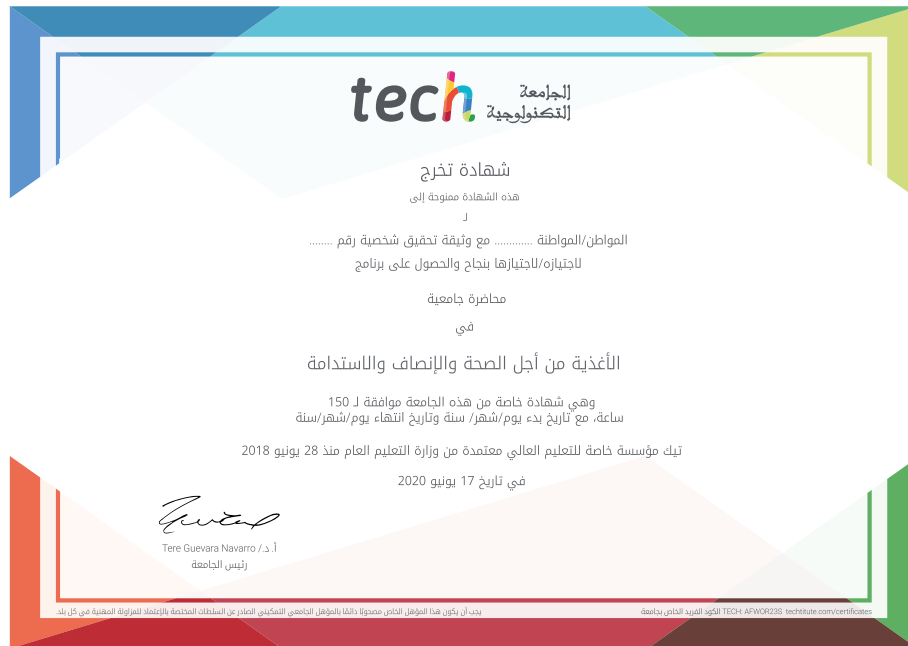 tech الجامعة
التكنولوجية
شهادة تخرج
هذه الشهادة ممنوحة إلى
لـ
المواطن/المواطنة ............. مع وثيقة تحقيق شخصية رقم ........
لاجتيازه/لاجتيازها بنجاح والحصول على برنامج
محاضرة جامعية
في
الأغذية من أجل الصحة والإنصاف والاستدامة
وهي شهادة خاصة من هذه الجامعة موافقة لـ 150
ساعة، مع تاريخ بدء يوم/شهر/ سنة وتاريخ انتهاء يوم/شهر/سنة
تيك مؤسسة خاصة للتعليم العالي معتمدة من وزارة التعليم العام منذ 28 يونيو 2018
في تاريخ 17 يونيو 2020
أ.د./ Tere Guevara Navarro
رئيس الجامعة
يجب أن يكون هذا المؤهل الخاص مصحوبًا دائمًا بالمؤهل الجامعي التمكيني الصادر عن السلطات المختصة بالإعتماد للمزاولة المهنية في كل بلد.
الكود الفريد الخاص بجامعة TECH: AFWOR23S techtitute.com/certificates